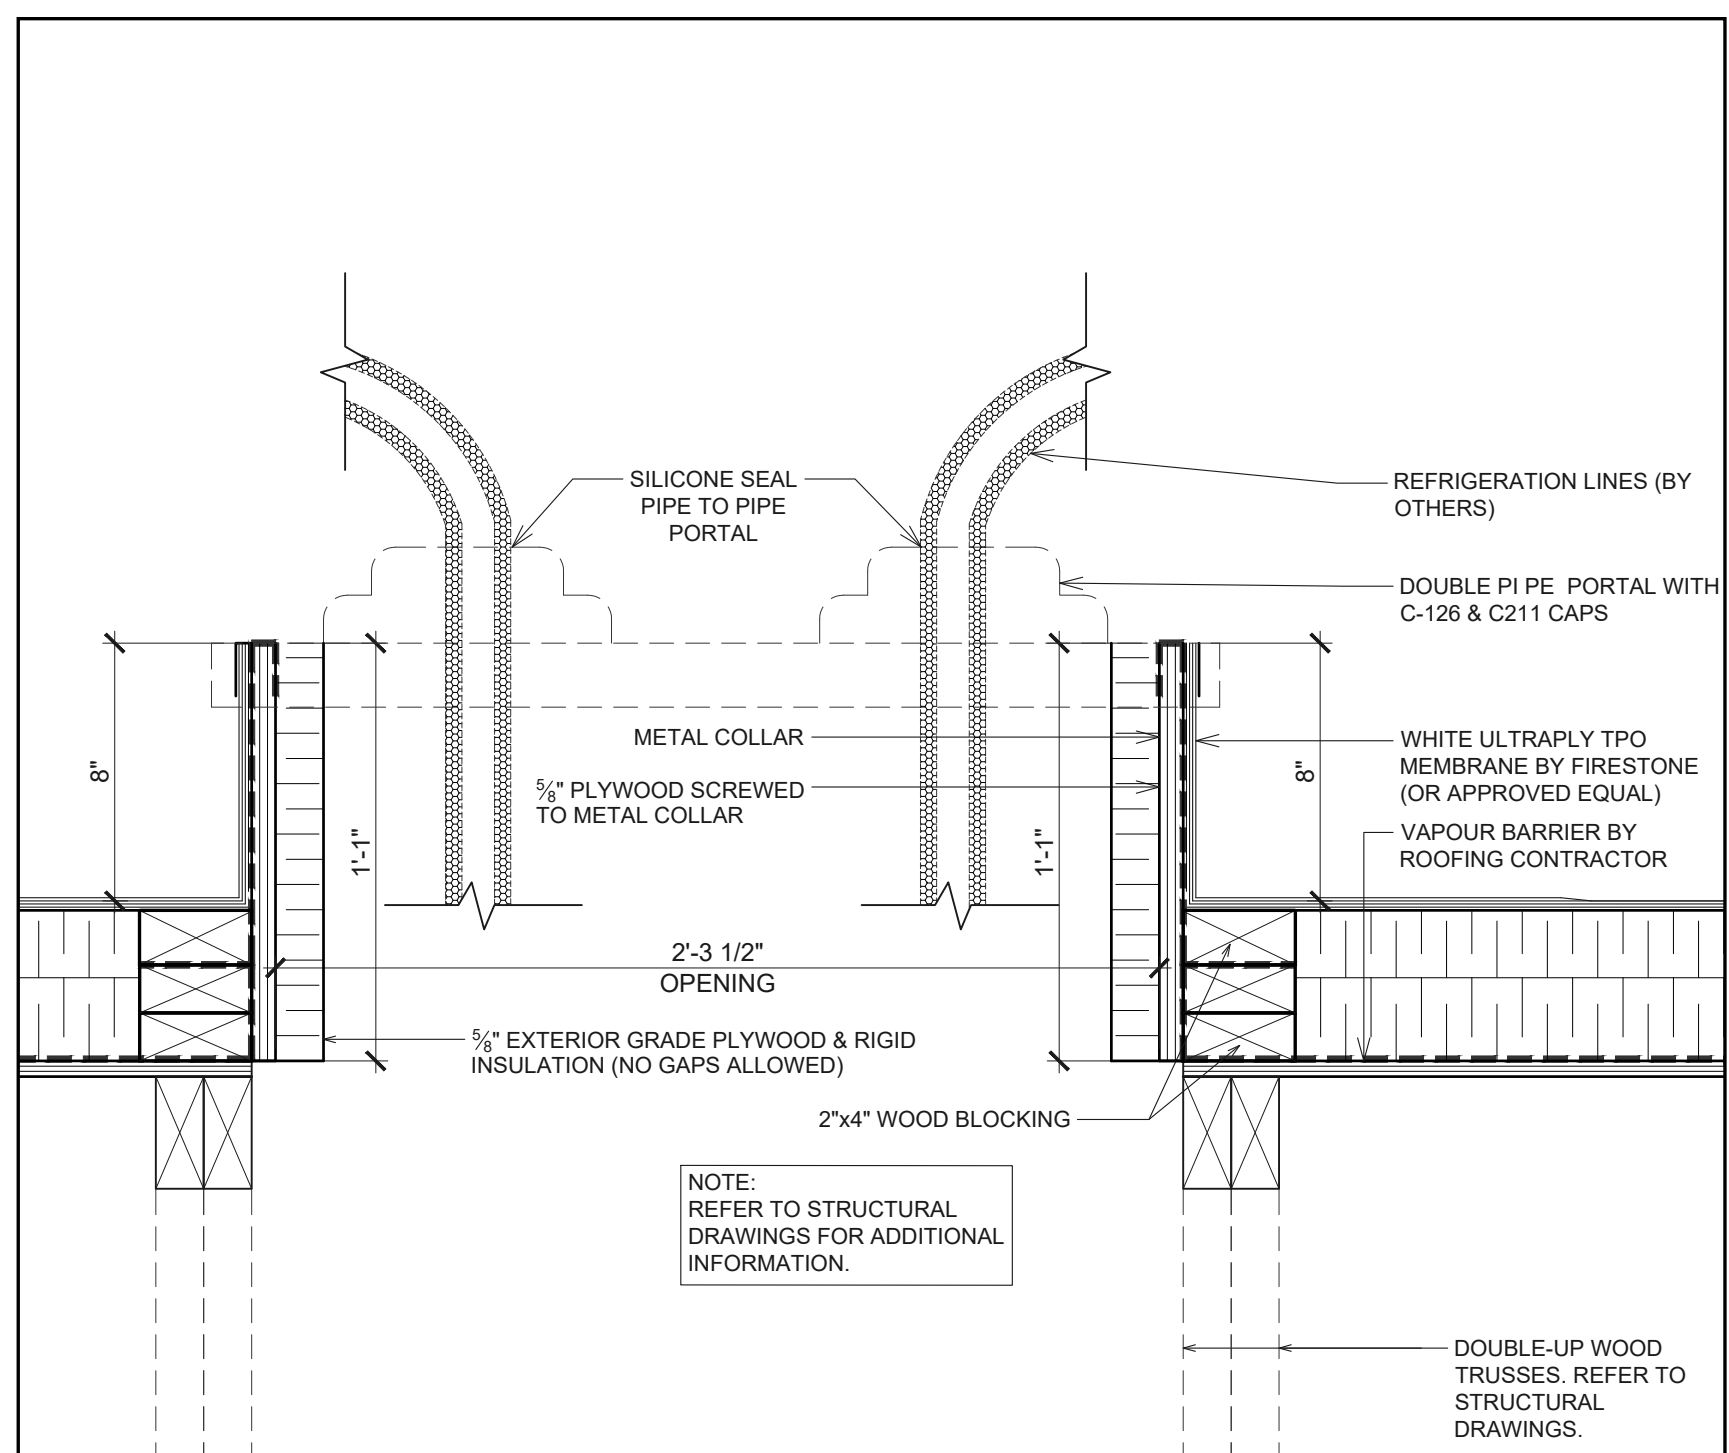 SILICONE SEAL
PIPE TO PIPE
PORTAL
REFRIGERATION LINES (BY
OTHERS)
DOUBLE PI PE  PORTAL WITH
C-126 & C211 CAPS
METAL COLLAR
5⁄8" PLYWOOD SCREWED
TO METAL COLLAR
WHITE ULTRAPLY TPO
MEMBRANE BY FIRESTONE
(OR APPROVED EQUAL)
VAPOUR BARRIER BY
ROOFING CONTRACTOR
8"
1'-1"
1'-1"
8"
2'-3 1/2"
OPENING
5⁄8" EXTERIOR GRADE PLYWOOD & RIGID
INSULATION (NO GAPS ALLOWED)
2"x4" WOOD BLOCKING
NOTE:
REFER TO STRUCTURAL
DRAWINGS FOR ADDITIONAL
INFORMATION.
DOUBLE-UP WOOD
TRUSSES. REFER TO
STRUCTURAL
DRAWINGS.